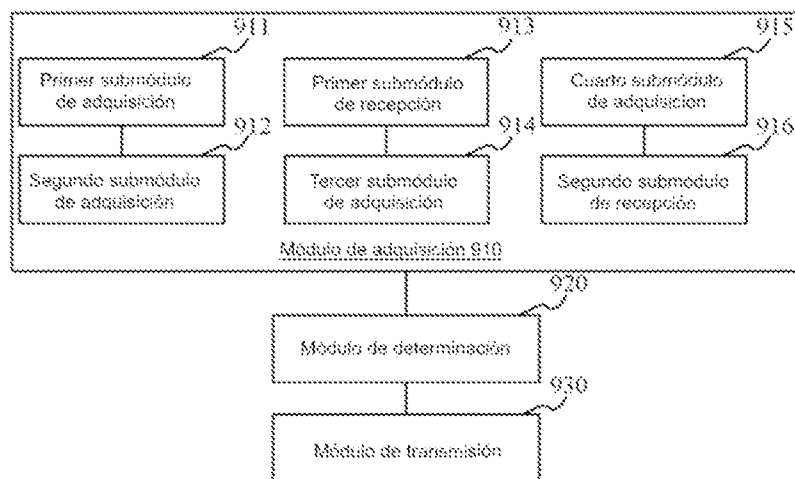 911
913
915
Primer submódulo
de adquisición
Primer submódulo
de recepción
Cuarto submódulo
de adquisicion
912
914
916
Segundo submódulo
de adquisición
Tercer submódulo
de adquisición
Segundo submódulo
de recepción
Módulo de adquisición 910
920
Módulo de determinación
930
Módulo de transmisión